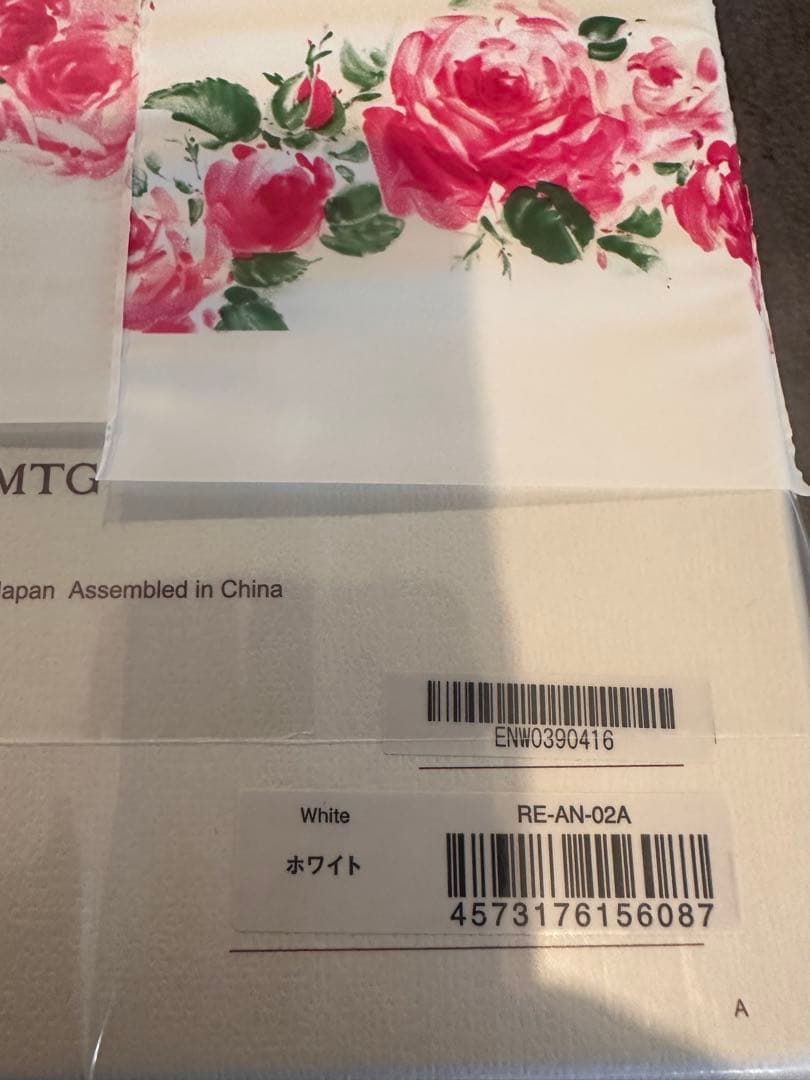 MTG
Japan Assembled in China
ENW0390416
White
RE-AN-02A
ホワイト
4573176156087
A